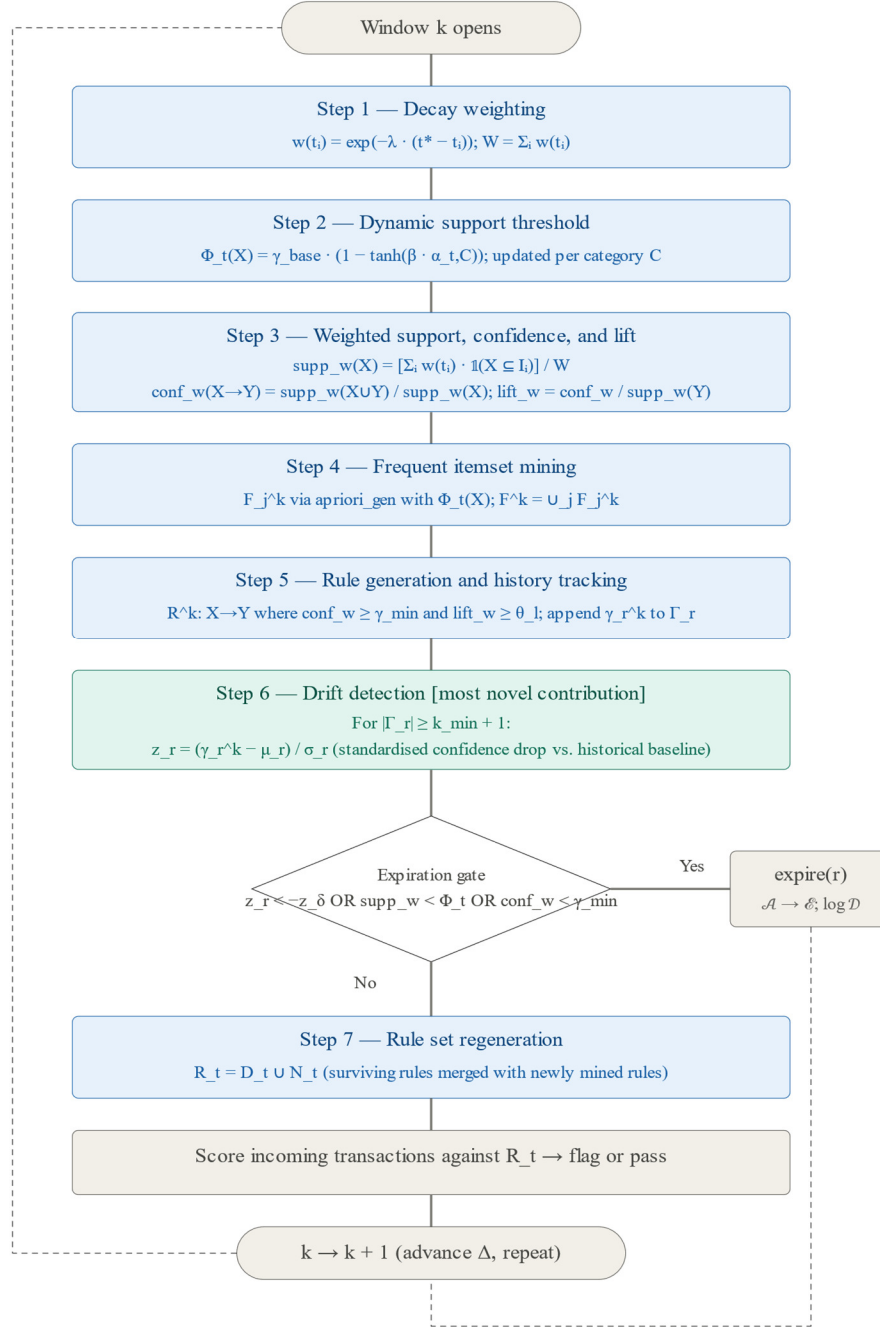 Window k opens
Step 1 — Decay weighting
w(tᵢ) = exp(−λ · (t* − tᵢ)); W = Σᵢ w(tᵢ)
Step 2 — Dynamic support threshold
Φ_t(X) = γ_base · (1 − tanh(β · α_t,C)); updated per category C
Step 3 — Weighted support, confidence, and lift
supp_w(X) = [Σᵢ w(tᵢ) · 𝟙(X ⊆ Iᵢ)] / W
conf_w(X→Y) = supp_w(X∪Y) / supp_w(X); lift_w = conf_w / supp_w(Y)
Step 4 — Frequent itemset mining
F_j^k via apriori_gen with Φ_t(X); F^k = ∪_j F_j^k
Step 5 — Rule generation and history tracking
R^k: X→Y where conf_w ≥ γ_min and lift_w ≥ θ_l; append γ_r^k to Γ_r
Step 6 — Drift detection [most novel contribution]
For |Γ_r| ≥ k_min + 1:
z_r = (γ_r^k − μ_r) / σ_r (standardised confidence drop vs. historical baseline)
Expiration gate
z_r < −z_δ OR supp_w < Φ_t OR conf_w < γ_min
Yes
expire(r)
𝒜 → ℰ; log 𝒟
No
Step 7 — Rule set regeneration
R_t = D_t ∪ N_t (surviving rules merged with newly mined rules)
Score incoming transactions against R_t → flag or pass
k → k + 1 (advance Δ, repeat)